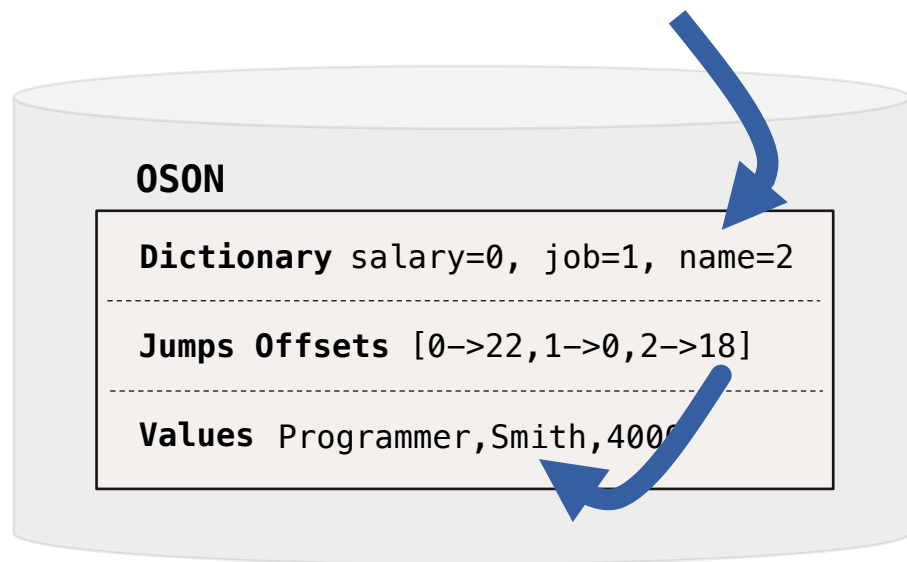 OSON
Dictionary salary=0, job=1, name=2
Jumps Offsets [0–>22,1–>0,2–>18]
Values Programmer,Smith,4000